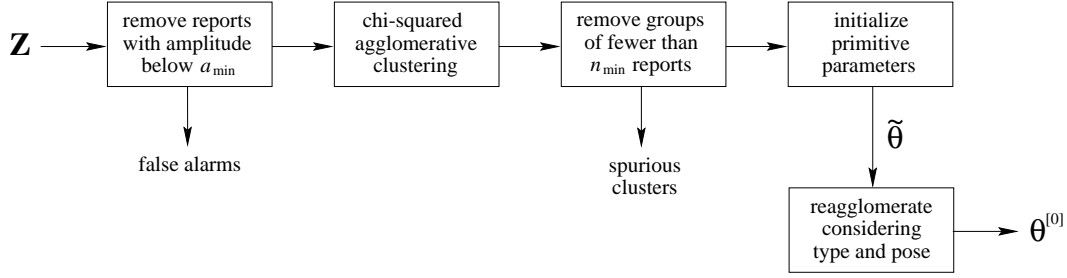 Z
remove reports
with amplitude
below a_min
chi-squared
agglomerative
clustering
remove groups
of fewer than
n_min reports
initialize
primitive
parameters
false alarms
spurious
clusters
θ̃
reagglomerate
considering
type and pose
θ^[0]